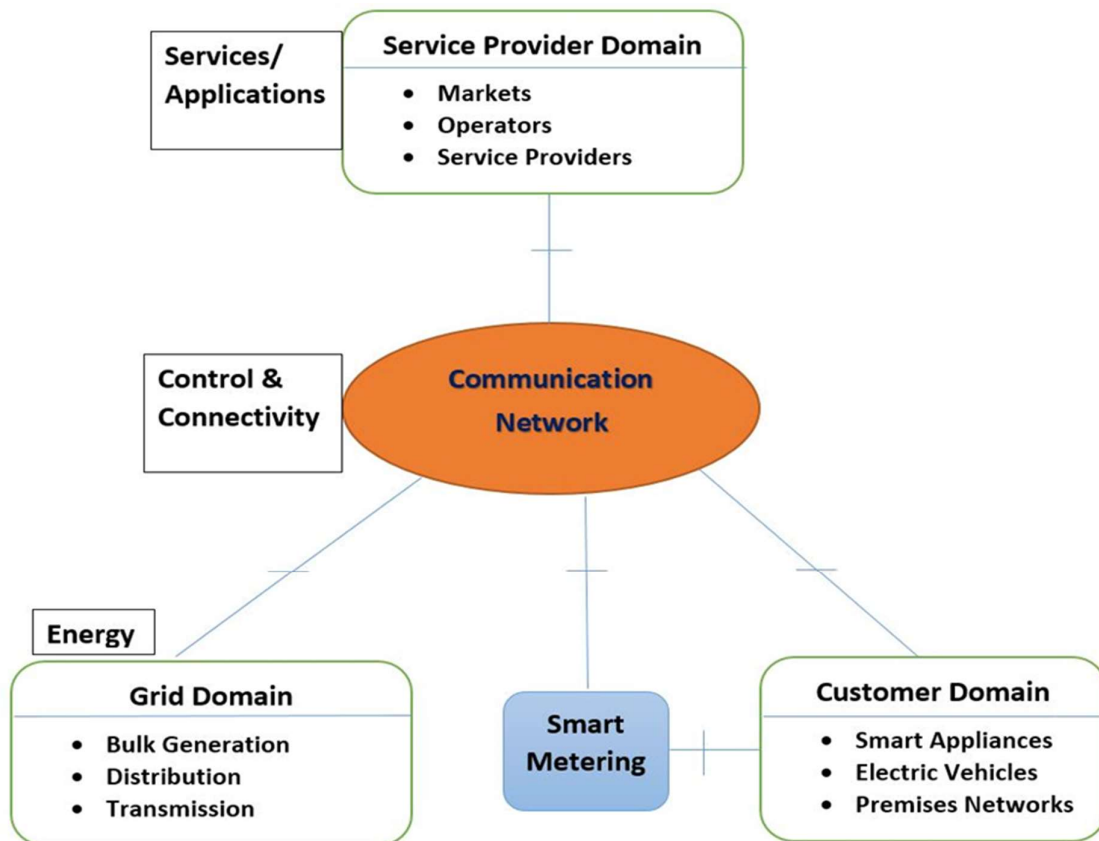 Services/
Applications
Service Provider Domain
• Markets
• Operators
• Service Providers
Control &
Connectivity
Communication
Network
Energy
Grid Domain
• Bulk Generation
• Distribution
• Transmission
Smart
Metering
Customer Domain
• Smart Appliances
• Electric Vehicles
• Premises Networks